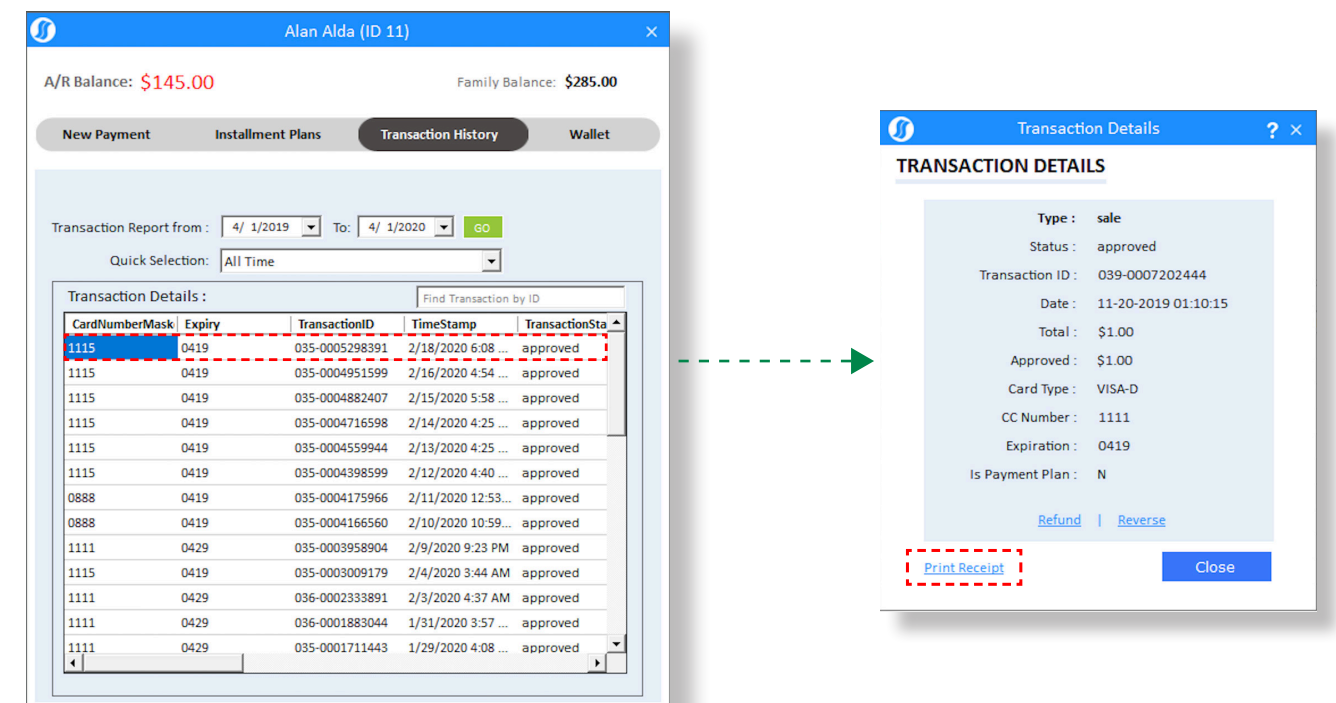 Alan Alda (ID 11)
A/R Balance: $145.00 Family Balance: $285.00
New Payment Installment Plans Transaction History Wallet
Transaction Report from : 4/ 1/2019 To: 4/ 1/2020 GO
Quick Selection: All Time
Transaction Details : Find Transaction by ID
CardNumberMask Expiry TransactionID TimeStamp TransactionSta
1115 0419 035-0005298391 2/18/2020 6:08 ... approved
1115 0419 035-0004951599 2/16/2020 4:54 ... approved
1115 0419 035-0004882407 2/15/2020 5:58 ... approved
1115 0419 035-0004716598 2/14/2020 4:25 ... approved
1115 0419 035-0004559944 2/13/2020 4:25 ... approved
1115 0419 035-0004398599 2/12/2020 4:40 ... approved
0888 0419 035-0004175966 2/11/2020 12:53... approved
0888 0419 035-0004166560 2/10/2020 10:59... approved
1111 0429 035-0003958904 2/9/2020 9:23 PM approved
1115 0419 035-0003009179 2/4/2020 3:44 AM approved
1111 0429 036-0002333891 2/3/2020 4:37 AM approved
1111 0429 036-0001883044 1/31/2020 3:57 ... approved
1111 0429 035-0001711443 1/29/2020 4:08 ... approved
Transaction Details ?
TRANSACTION DETAILS
Type : sale
Status : approved
Transaction ID : 039-0007202444
Date : 11-20-2019 01:10:15
Total : $1.00
Approved : $1.00
Card Type : VISA-D
CC Number : 1111
Expiration : 0419
Is Payment Plan : N
Refund | Reverse
Print Receipt Close